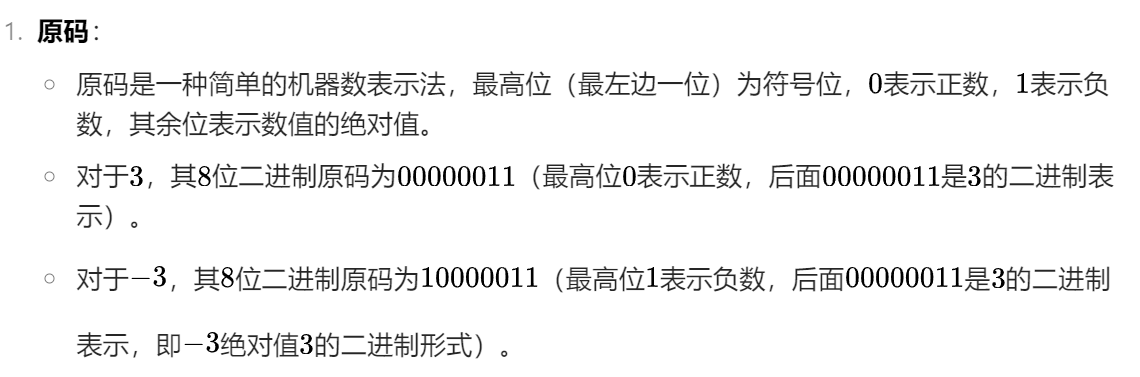 1. 原码：
○ 原码是一种简单的机器数表示法，最高位（最左边一位）为符号位，0表示正数，1表示负
数，其余位表示数值的绝对值。
○ 对于3，其8位二进制原码为00000011（最高位0表示正数，后面00000011是3的二进制表
示）。
○ 对于−3，其8位二进制原码为10000011（最高位1表示负数，后面00000011是3的二进制
表示，即−3绝对值3的二进制形式）。